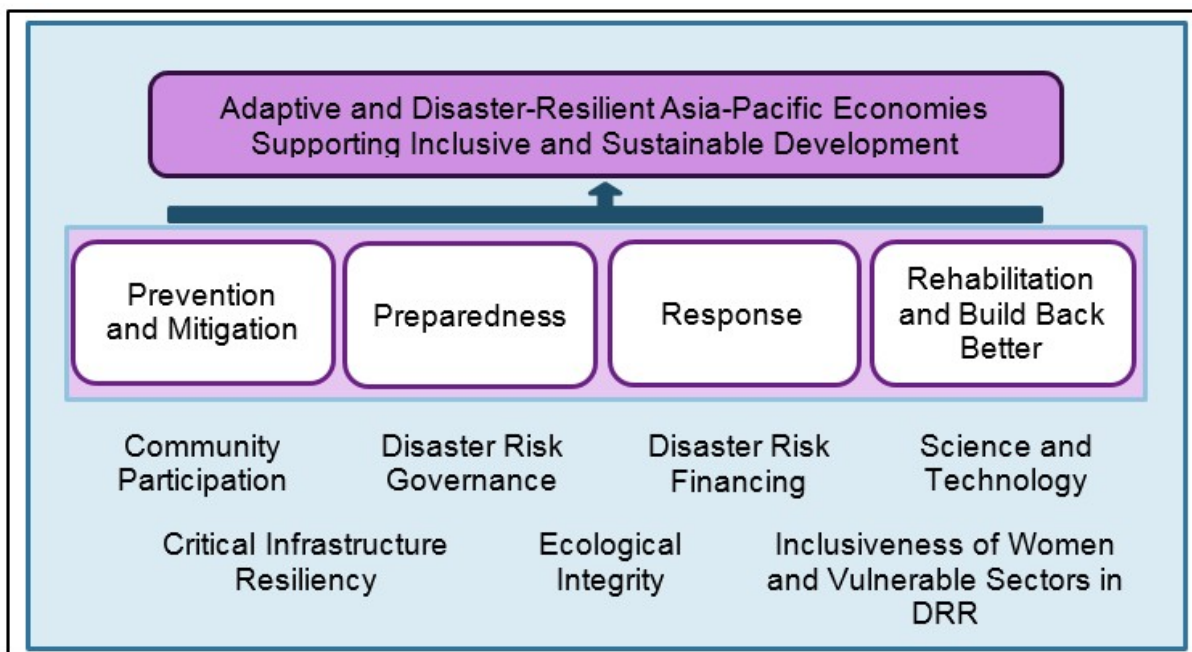 Adaptive and Disaster-Resilient Asia-Pacific Economies
Supporting Inclusive and Sustainable Development
Prevention
and Mitigation
Preparedness
Response
Rehabilitation
and Build Back
Better
Community
Participation
Disaster Risk
Governance
Disaster Risk
Financing
Science and
Technology
Critical Infrastructure
Resiliency
Ecological
Integrity
Inclusiveness of Women
and Vulnerable Sectors in
DRR